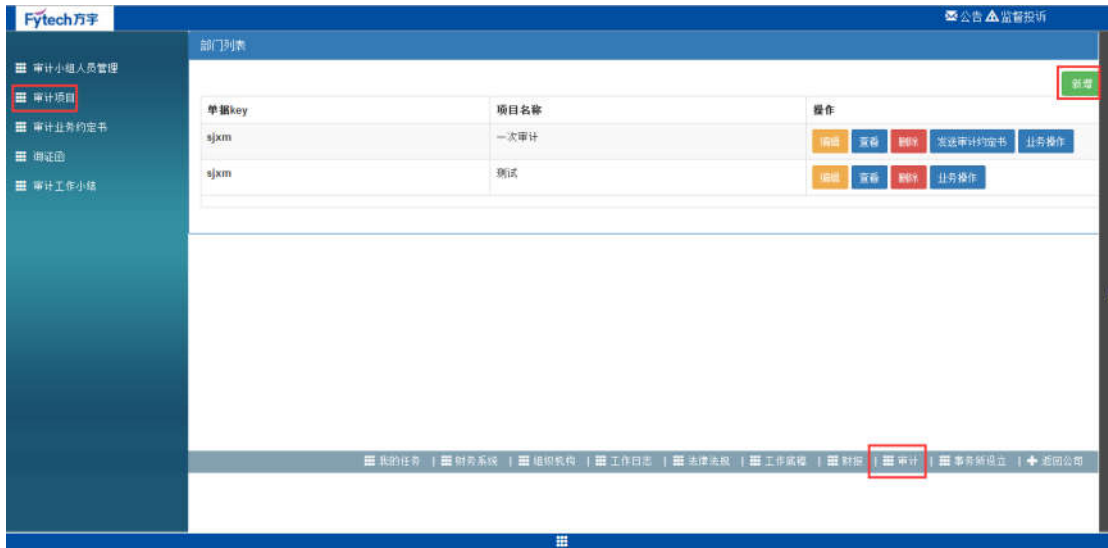 Fytech方宇
公告 监督投诉
部门列表
审计小组人员管理
审计项目
审计业务约定书
询证函
审计工作小结
新增
单据key 项目名称 操作
sjxm 一次审计 编辑 查看 删除 发送审计约定书 业务操作
sjxm 测试 编辑 查看 删除 业务操作
我的任务 | 财务系统 | 组织机构 | 工作日志 | 法律法规 | 工作底稿 | 财报 | 审计 | 事务所设立 | 返回公司